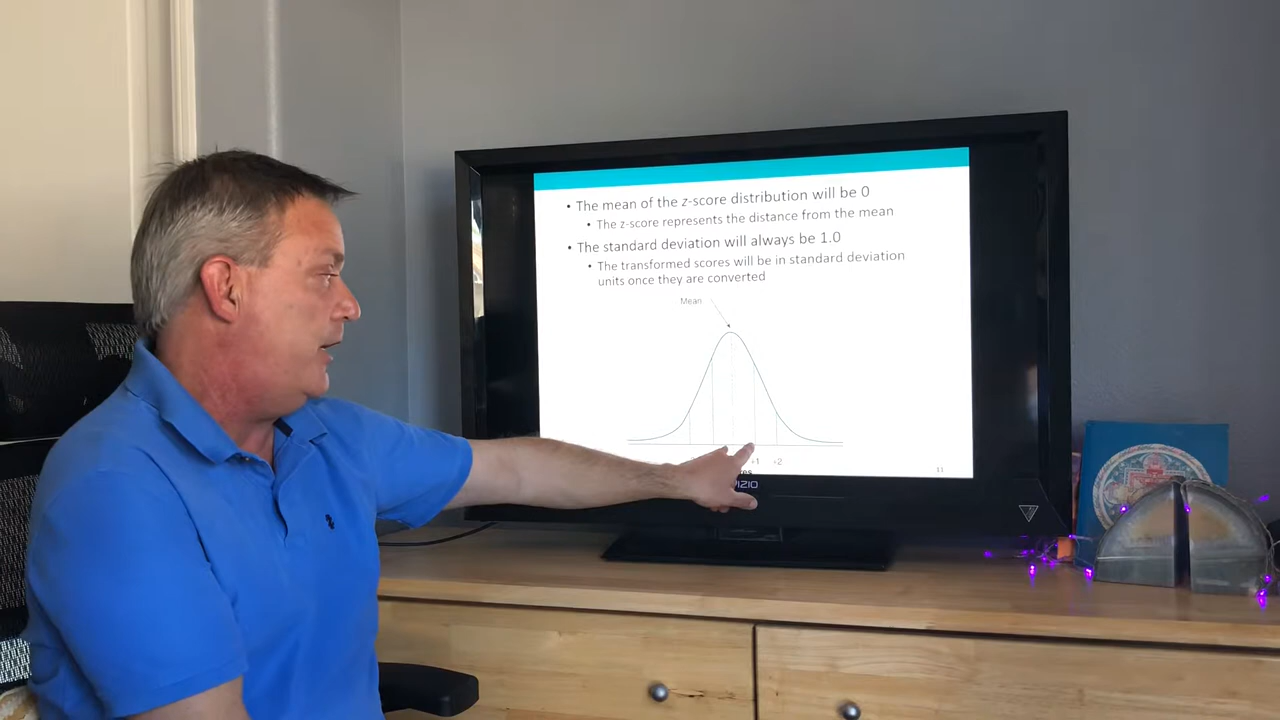 • The mean of the z-score distribution will be 0
• The z-score represents the distance from the mean
• The standard deviation will always be 1.0
• The transformed scores will be in standard deviation
units once they are converted
Mean
+1 +2
11
VIZIO